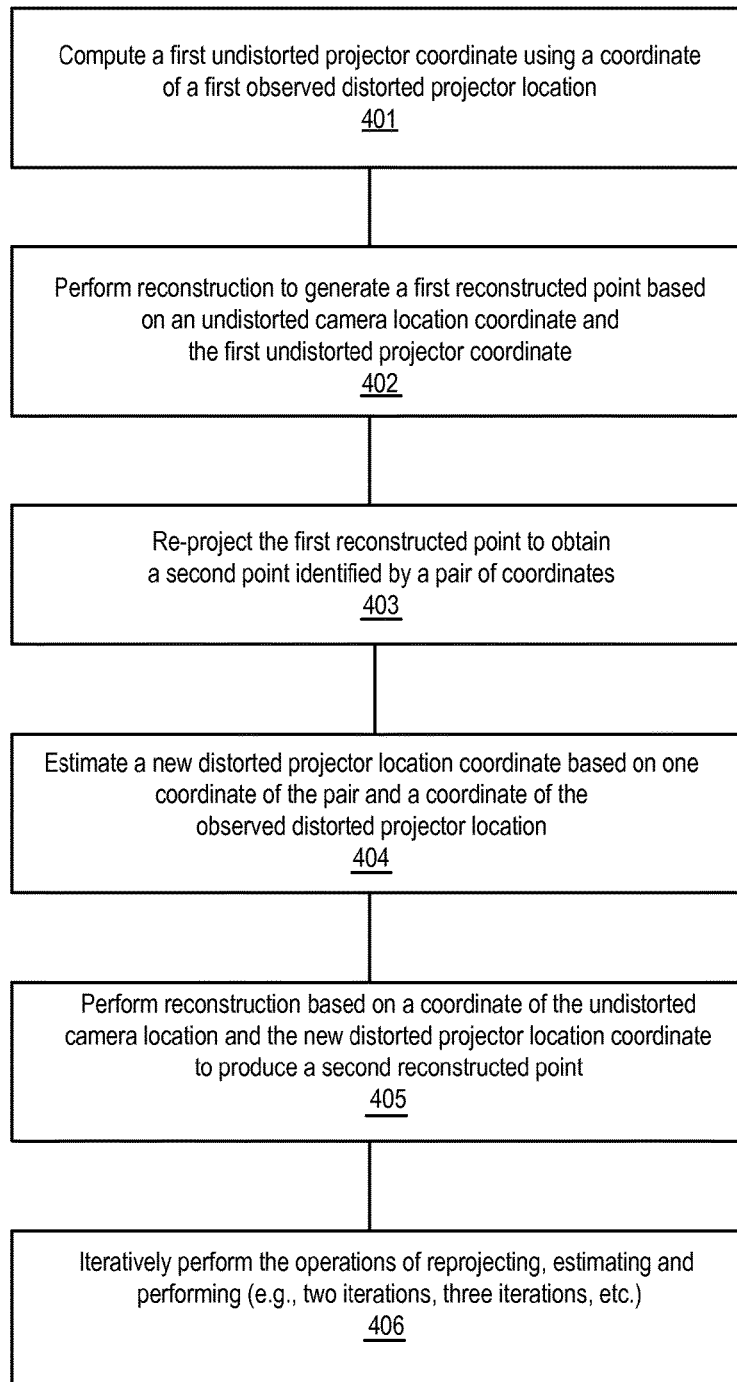 Compute a first undistorted projector coordinate using a coordinate
of a first observed distorted projector location
401
Perform reconstruction to generate a first reconstructed point based
on an undistorted camera location coordinate and
the first undistorted projector coordinate
402
Re-project the first reconstructed point to obtain
a second point identified by a pair of coordinates
403
Estimate a new distorted projector location coordinate based on one
coordinate of the pair and a coordinate of the
observed distorted projector location
404
Perform reconstruction based on a coordinate of the undistorted
camera location and the new distorted projector location coordinate
to produce a second reconstructed point
405
Iteratively perform the operations of reprojecting, estimating and
performing (e.g., two iterations, three iterations, etc.)
406